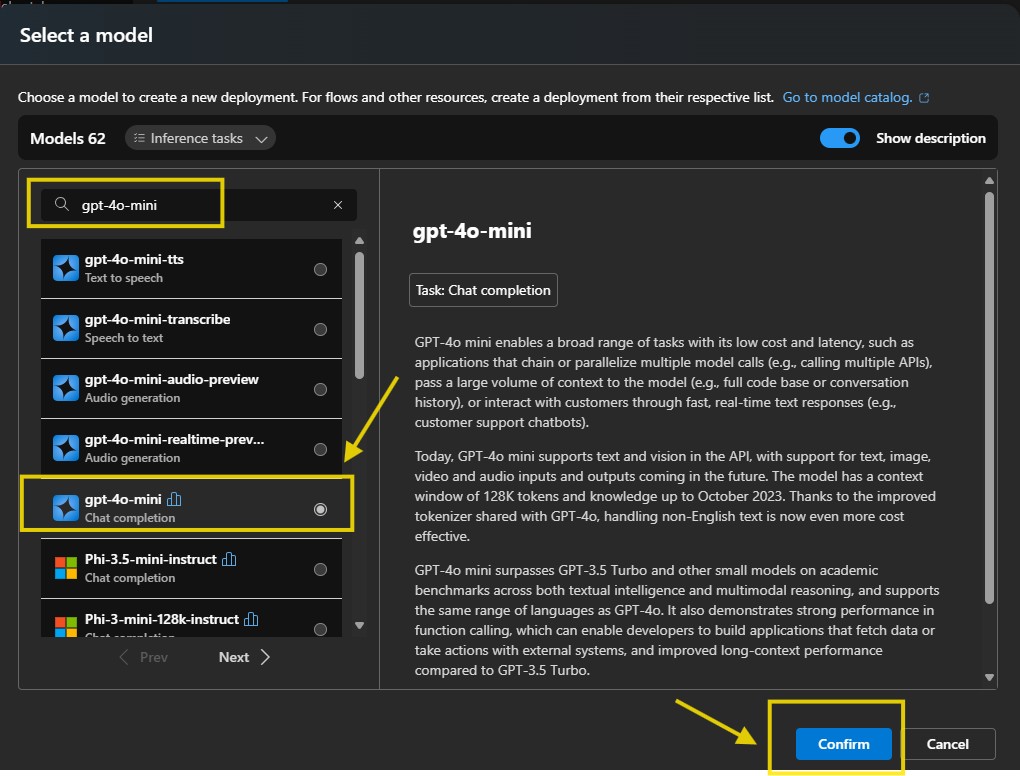 Select a model
Choose a model to create a new deployment. For flows and other resources, create a deployment from their respective list. Go to model catalog.
Models 62
Inference tasks
Show description
gpt-4o-mini
gpt-4o-mini-tts
Text to speech
gpt-4o-mini-transcribe
Speech to text
gpt-4o-mini-audio-preview
Audio generation
gpt-4o-mini-realtime-prev...
Audio generation
gpt-4o-mini
Chat completion
Phi-3.5-mini-instruct
Chat completion
Phi-3-mini-128k-instruct
Chat completion
Prev
Next
gpt-4o-mini
Task: Chat completion
GPT-4o mini enables a broad range of tasks with its low cost and latency, such as
applications that chain or parallelize multiple model calls (e.g., calling multiple APIs),
pass a large volume of context to the model (e.g., full code base or conversation
history), or interact with customers through fast, real-time text responses (e.g.,
customer support chatbots).
Today, GPT-4o mini supports text and vision in the API, with support for text, image,
video and audio inputs and outputs coming in the future. The model has a context
window of 128K tokens and knowledge up to October 2023. Thanks to the improved
tokenizer shared with GPT-4o, handling non-English text is now even more cost
effective.
GPT-4o mini surpasses GPT-3.5 Turbo and other small models on academic
benchmarks across both textual intelligence and multimodal reasoning, and supports
the same range of languages as GPT-4o. It also demonstrates strong performance in
function calling, which can enable developers to build applications that fetch data or
take actions with external systems, and improved long-context performance
compared to GPT-3.5 Turbo.
Confirm
Cancel